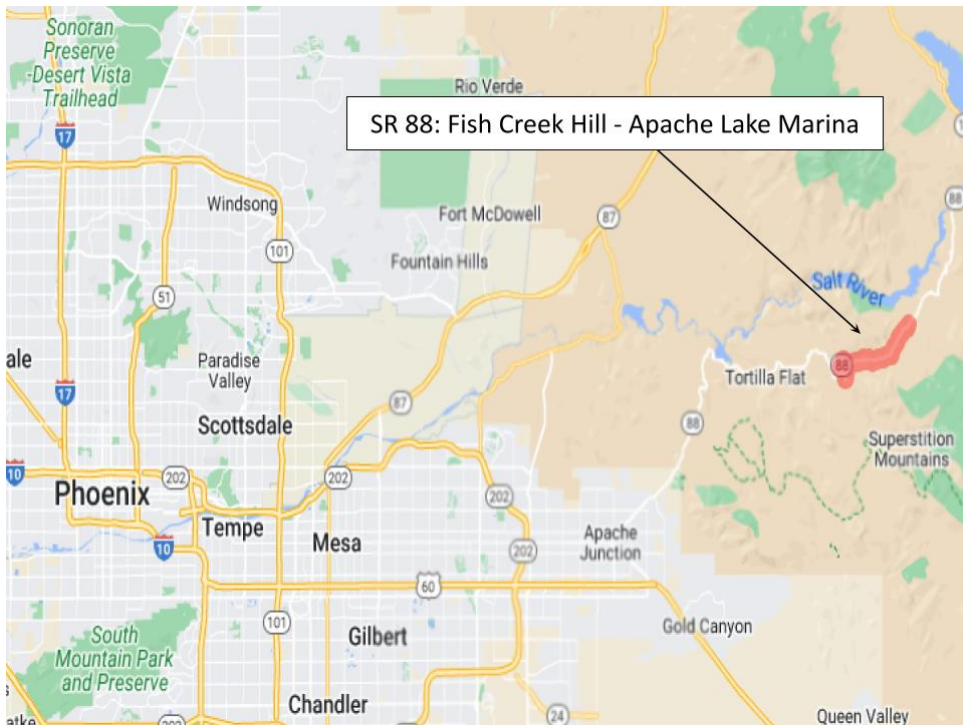 Sonoran
Preserve
-Desert Vista
Trailhead
17
Rio Verde
SR 88: Fish Creek Hill - Apache Lake Marina
Windsong
101
Fort McDowell
87
88
Fountain Hills
51
Salt River
ale
Paradise
Valley
17
87
Tortilla Flat
88
Scottsdale
88
Superstition
Mountains
10
202
202
Phoenix
202
Tempe
Mesa
10
202
Apache
Junction
60
101
Gilbert
Gold Canyon
South
Mountain Park
and Preserve
Chandler
202
24
Queen Valley